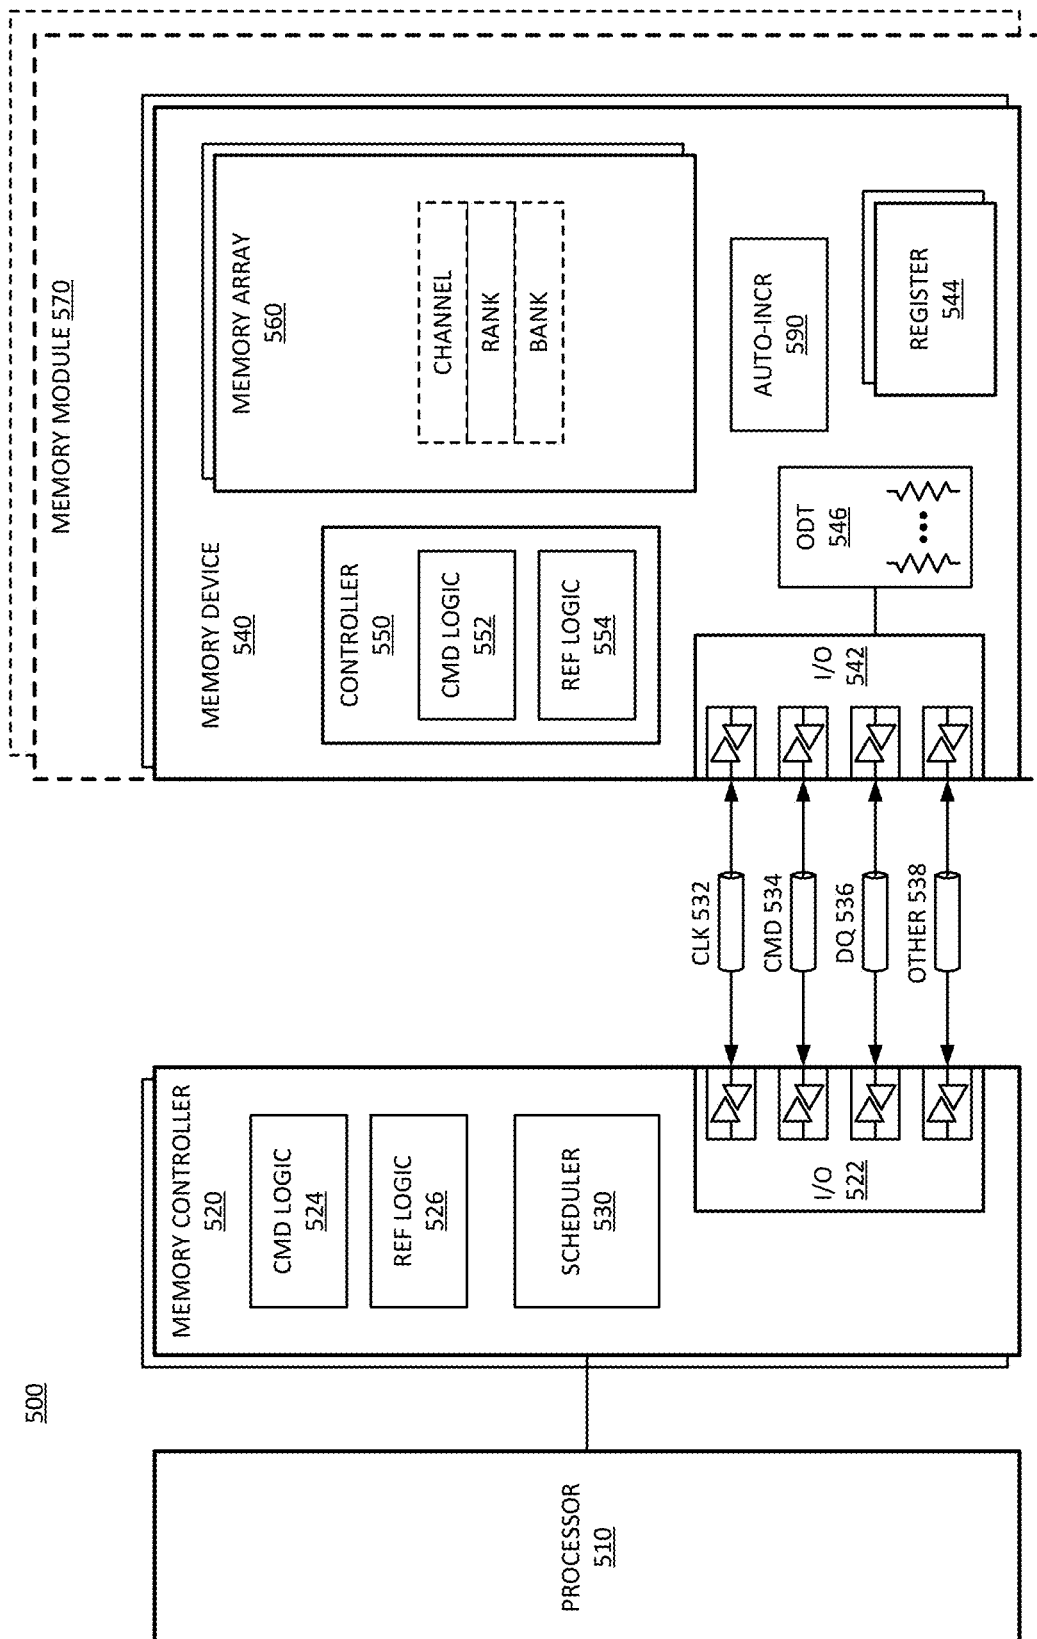 500
PROCESSOR
510
MEMORY CONTROLLER
520
CMD LOGIC
524
REF LOGIC
526
SCHEDULER
530
I/O
522
CLK 532
CMD 534
DQ 536
OTHER 538
MEMORY MODULE 570
MEMORY DEVICE
540
CONTROLLER
550
CMD LOGIC
552
REF LOGIC
554
I/O
542
MEMORY ARRAY
560
CHANNEL
RANK
BANK
ODT
546
AUTO-INCR
590
REGISTER
544